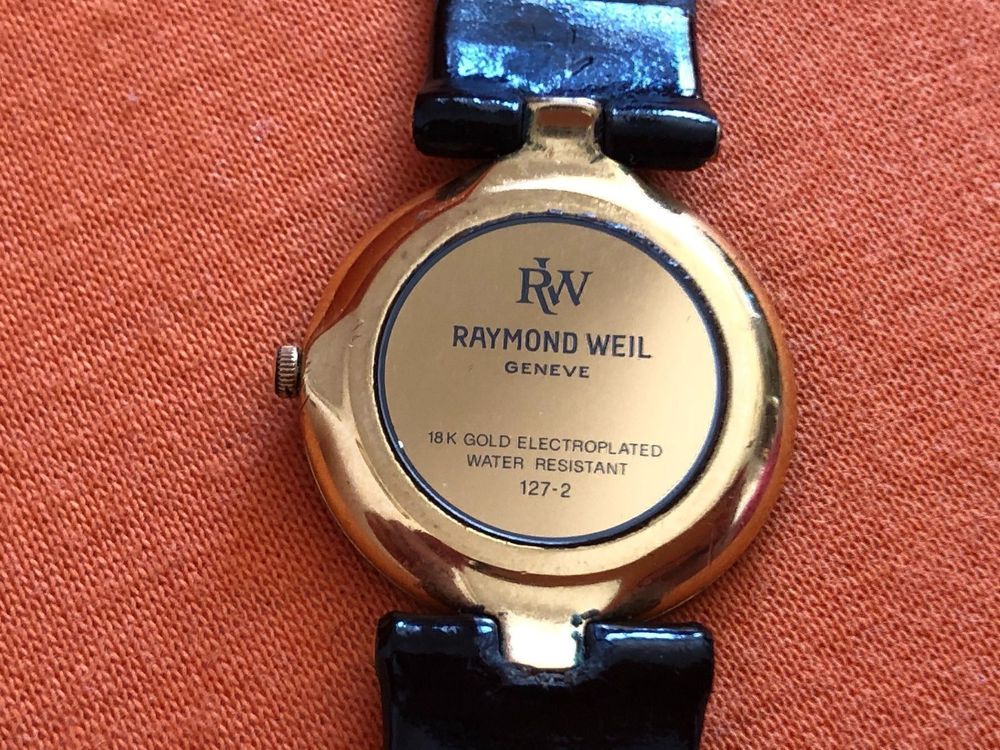 RW
RAYMOND WEIL
GENEVE
18K GOLD ELECTROPLATED
WATER RESISTANT
127-2